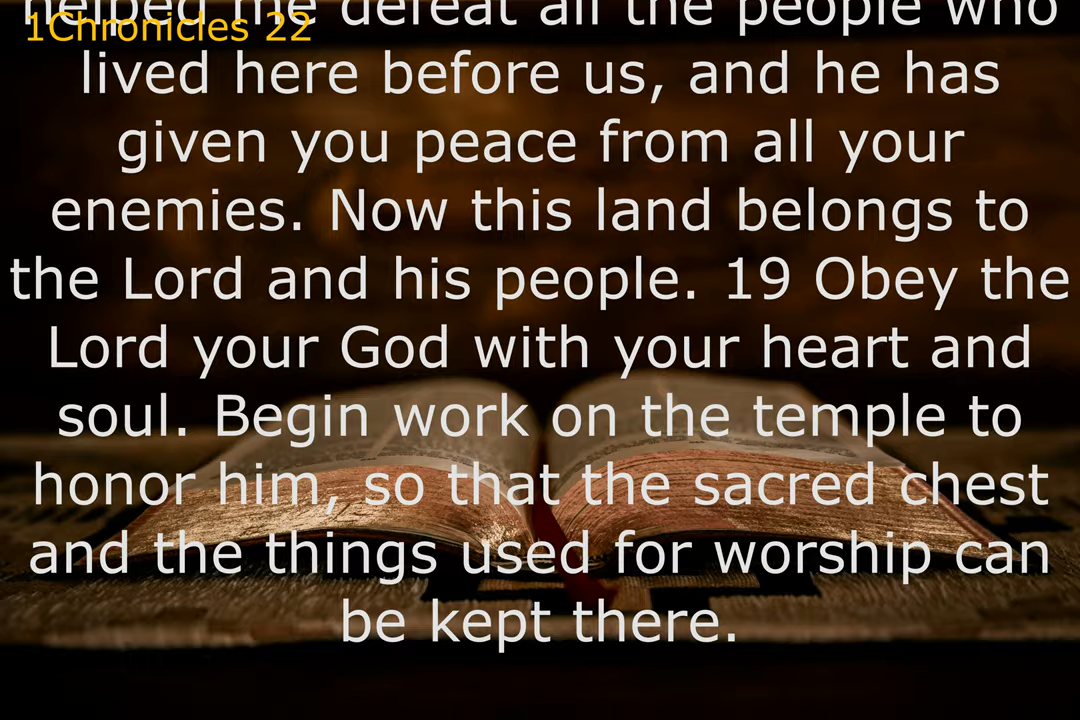 1Chronicles 22
helped me defeat all the people who
lived here before us, and he has
given you peace from all your
enemies. Now this land belongs to
the Lord and his people. 19 Obey the
Lord your God with your heart and
soul. Begin work on the temple to
honor him, so that the sacred chest
and the things used for worship can
be kept there.